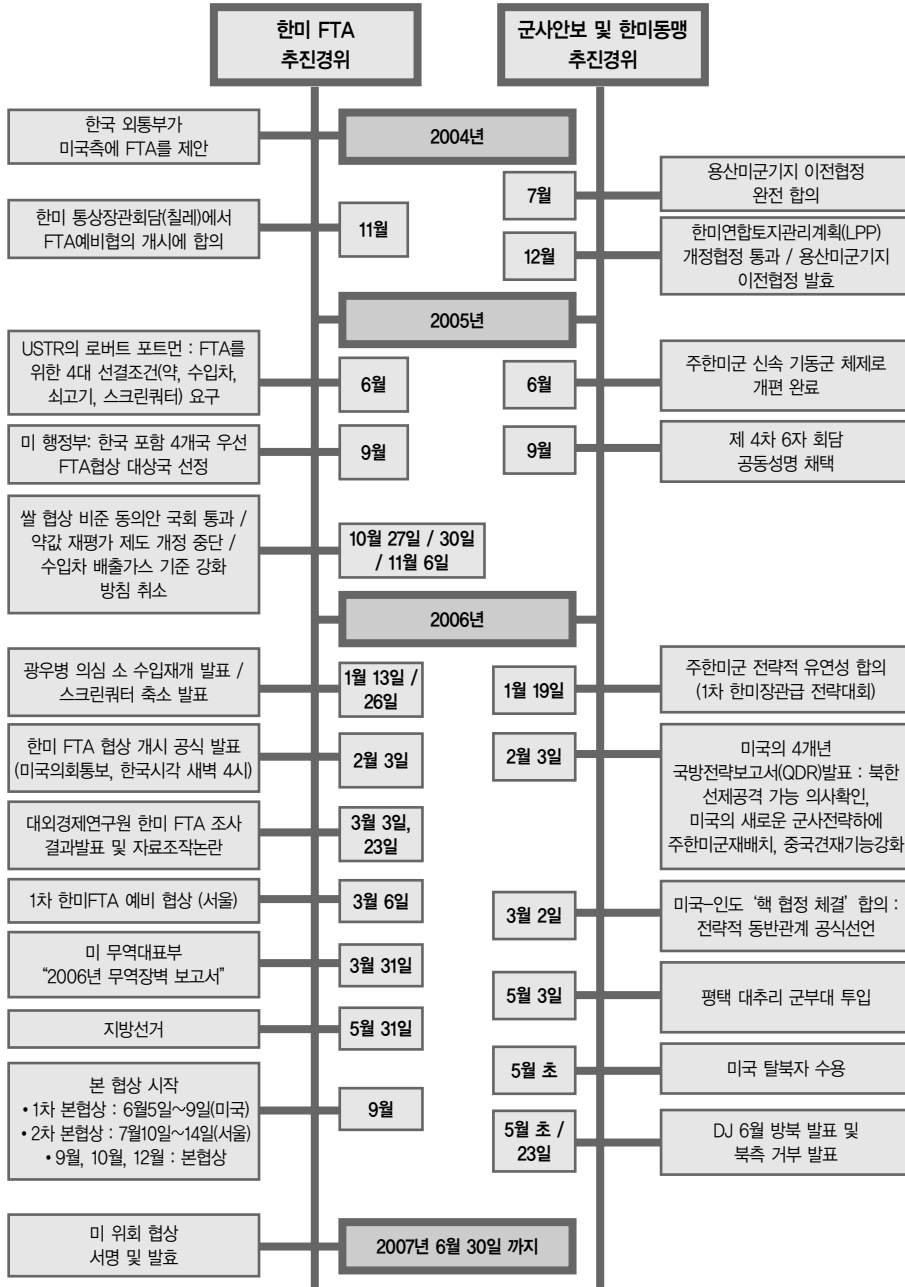 한미 FTA
추진경위
군사안보 및 한미동맹
추진경위
한국 외통부가
미국측에 FTA를 제안
2004년
7월
용산미군기지 이전협정
완전 합의
한미 통상장관회담(칠레)에서
FTA예비협의 개시에 합의
11월
12월
한미연합토지관리계획(LPP)
개정협정 통과 / 용산미군기지
이전협정 발효
2005년
USTR의 로버트 포트먼 : FTA를
위한 4대 선결조건(약, 수입차,
쇠고기, 스크린쿼터) 요구
6월
6월
주한미군 신속 기동군 체제로
개편 완료
미 행정부: 한국 포함 4개국 우선
FTA협상 대상국 선정
9월
9월
제 4차 6자 회담
공동성명 채택
쌀 협상 비준 동의안 국회 통과 /
약값 재평가 제도 개정 중단 /
수입차 배출가스 기준 강화
방침 취소
10월 27일 / 30일
/ 11월 6일
2006년
광우병 의심 소 수입재개 발표 /
스크린쿼터 축소 발표
1월 13일 /
26일
1월 19일
주한미군 전략적 유연성 합의
(1차 한미장관급 전략대회)
한미 FTA 협상 개시 공식 발표
(미국의회통보, 한국시각 새벽 4시)
2월 3일
2월 3일
미국의 4개년
국방전략보고서(QDR)발표 : 북한
선제공격 가능 의사확인,
미국의 새로운 군사전략하에
주한미군재배치, 중국견재기능강화
대외경제연구원 한미 FTA 조사
결과발표 및 자료조작논란
3월 3일,
23일
1차 한미FTA 예비 협상 (서울)
3월 6일
3월 2일
미국-인도 ‘핵 협정 체결’ 합의 :
전략적 동반관계 공식선언
미 무역대표부
“2006년 무역장벽 보고서”
3월 31일
5월 3일
평택 대추리 군부대 투입
지방선거
5월 31일
5월 초
미국 탈북자 수용
본 협상 시작
• 1차 본협상 : 6월5일~9일(미국)
• 2차 본협상 : 7월10일~14일(서울)
• 9월, 10월, 12월 : 본협상
9월
5월 초 /
23일
DJ 6월 방북 발표 및
북측 거부 발표
미 위회 협상
서명 및 발효
2007년 6월 30일 까지